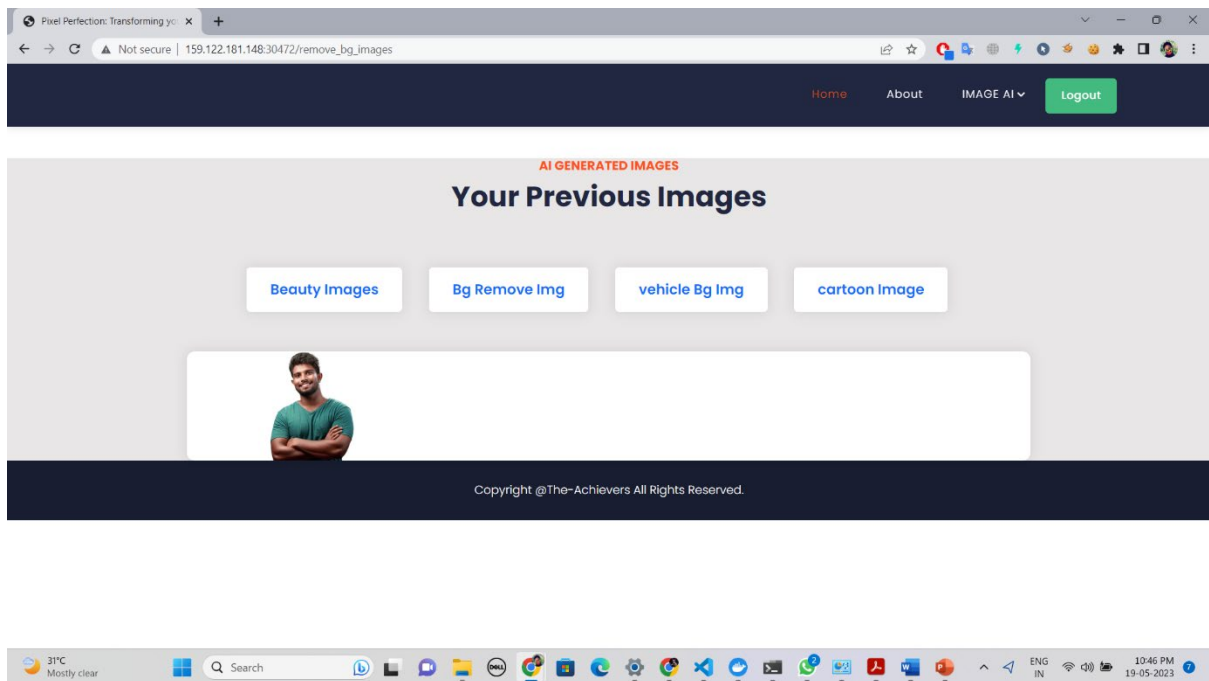 Pixel Perfection: Transforming yo
Not secure | 159.122.181.148:30472/remove_bg_images
Home About IMAGE AI Logout
AI GENERATED IMAGES
Your Previous Images
Beauty Images Bg Remove Img vehicle Bg Img cartoon Image
Copyright @The-Achievers All Rights Reserved.
31°C
Mostly clear
Search
ENG
IN
10:46 PM
19-05-2023